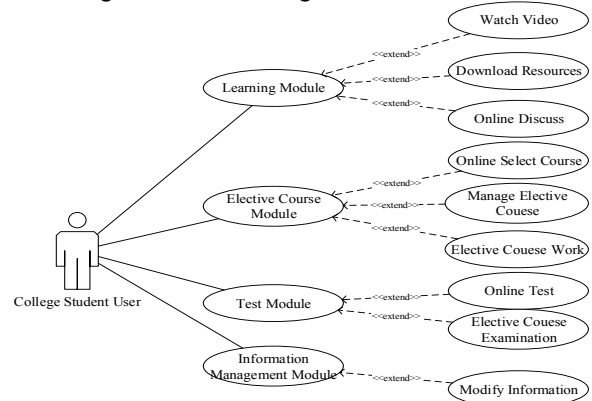 Watch Video
<<extend>>
Download Resources
<<extend>>
Learning Module
<<extend>>
Online Discuss
Online Select Course
<<extend>>
Elective Course
Module
<<extend>>
Manage Elective
Couese
<<extend>>
Elective Couese Work
College Student User
Test Module
<<extend>>
Online Test
<<extend>>
Elective Couese
Examination
Information
Management Module
<<extend>>
Modify Information